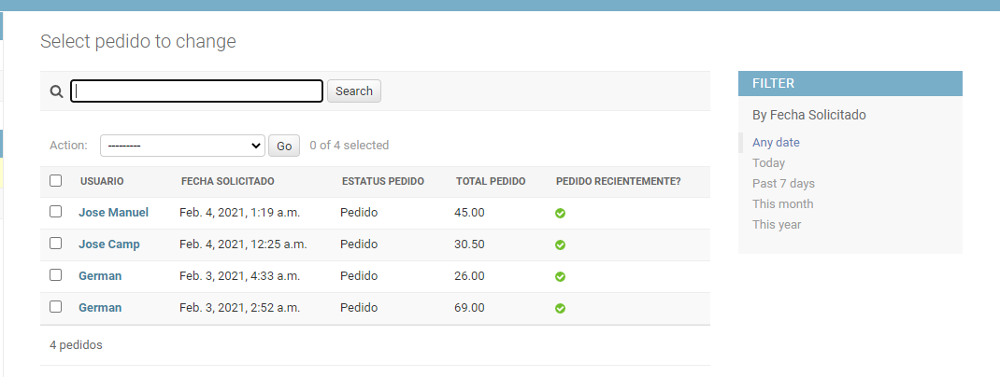 Select pedido to change
Search
FILTER
By Fecha Solicitado
Action: --------- Go 0 of 4 selected
Any date
Today
Past 7 days
This month
This year
USUARIO FECHA SOLICITADO ESTATUS PEDIDO TOTAL PEDIDO PEDIDO RECIENTEMENTE?
Jose Manuel Feb. 4, 2021, 1:19 a.m. Pedido 45.00
Jose Camp Feb. 4, 2021, 12:25 a.m. Pedido 30.50
German Feb. 3, 2021, 4:33 a.m. Pedido 26.00
German Feb. 3, 2021, 2:52 a.m. Pedido 69.00
4 pedidos